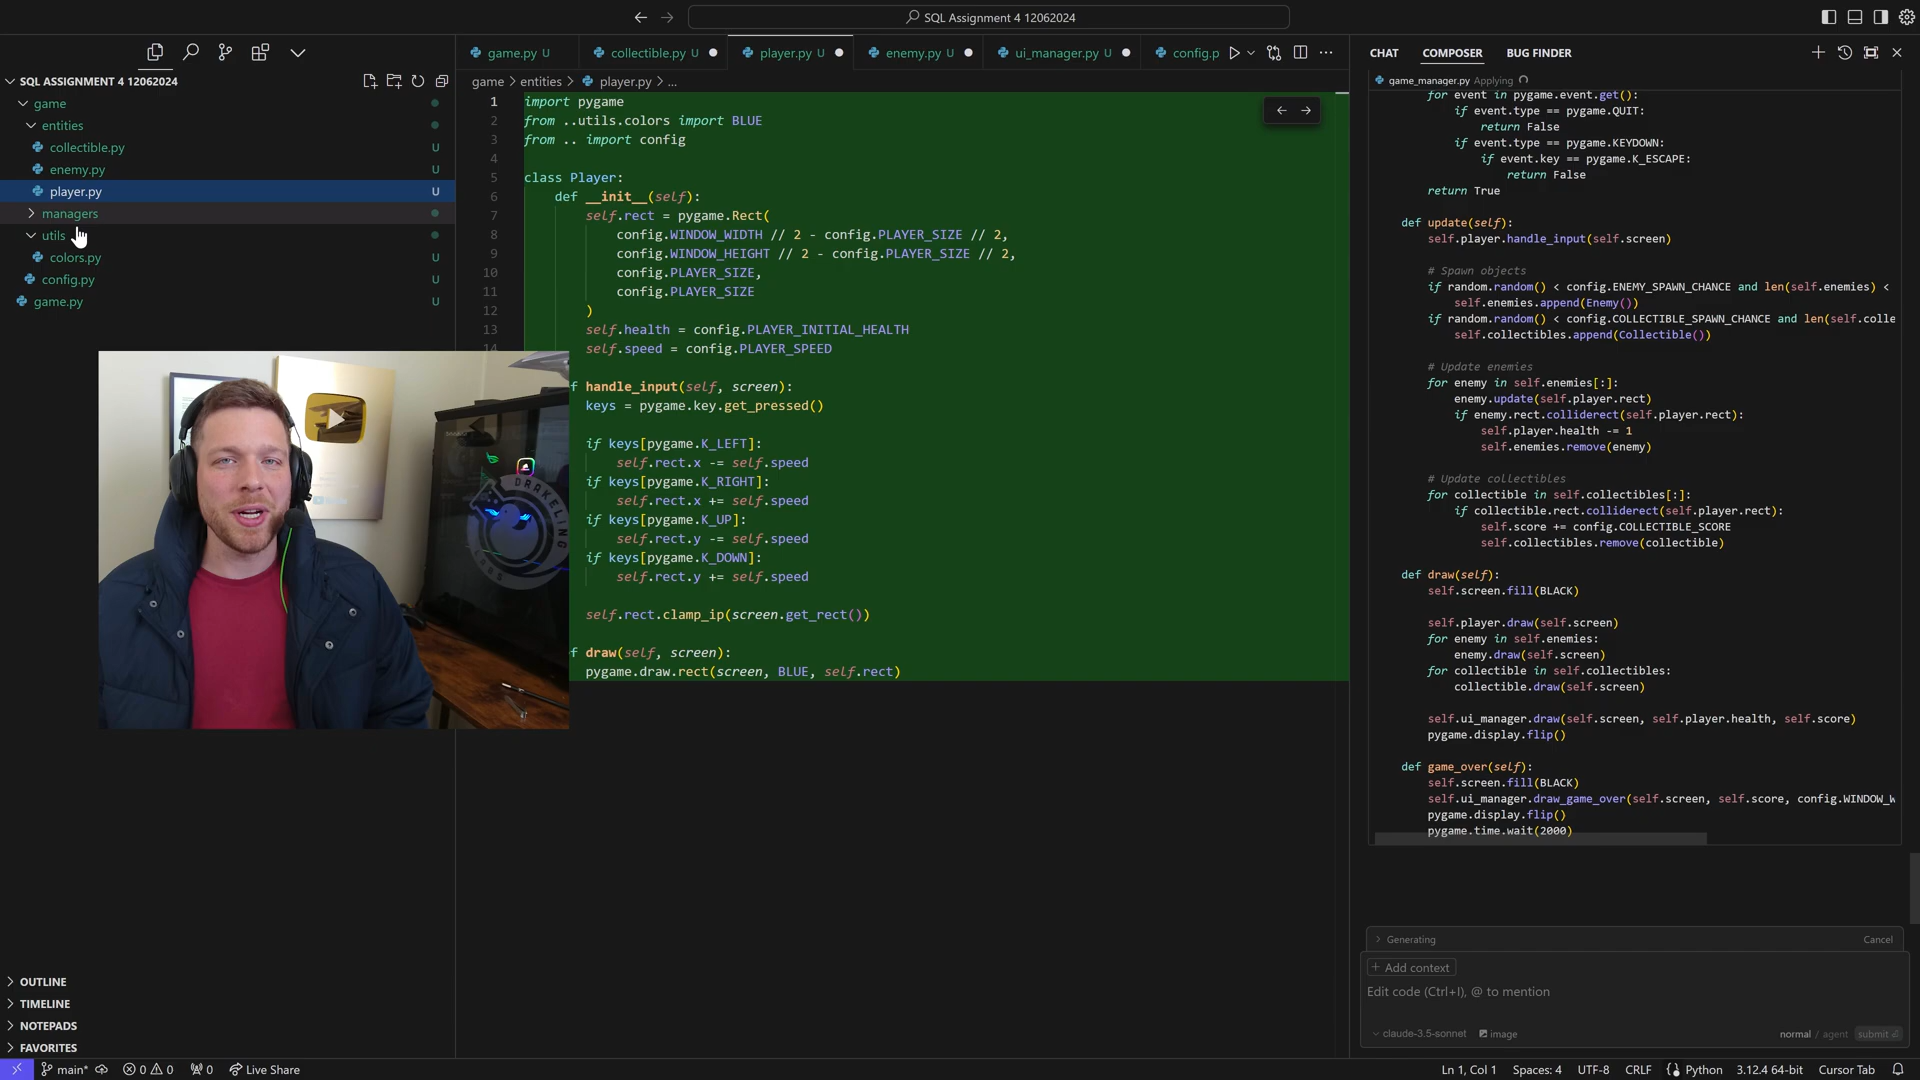 SQL Assignment 4 12062024
SQL ASSIGNMENT 4 12062024
game
entities
collectible.py U
enemy.py U
player.py U
managers
utils
colors.py U
config.py U
game.py U
OUTLINE
TIMELINE
NOTEPADS
FAVORITES
game.py U
collectible.py U
player.py U
enemy.py U
ui_manager.py U
config.p
game > entities > player.py > ...
1 import pygame
2 from ..utils.colors import BLUE
3 from .. import config
4
5 class Player:
6 def __init__(self):
7 self.rect = pygame.Rect(
8 config.WINDOW_WIDTH // 2 - config.PLAYER_SIZE // 2,
9 config.WINDOW_HEIGHT // 2 - config.PLAYER_SIZE // 2,
10 config.PLAYER_SIZE,
11 config.PLAYER_SIZE
12 )
13 self.health = config.PLAYER_INITIAL_HEALTH
14 self.speed = config.PLAYER_SPEED
f handle_input(self, screen):
keys = pygame.key.get_pressed()
if keys[pygame.K_LEFT]:
self.rect.x -= self.speed
if keys[pygame.K_RIGHT]:
self.rect.x += self.speed
if keys[pygame.K_UP]:
self.rect.y -= self.speed
if keys[pygame.K_DOWN]:
self.rect.y += self.speed
self.rect.clamp_ip(screen.get_rect())
f draw(self, screen):
pygame.draw.rect(screen, BLUE, self.rect)
DRAKELING
LABS
CHAT
COMPOSER
BUG FINDER
game_manager.py Applying
for event in pygame.event.get():
if event.type == pygame.QUIT:
return False
if event.type == pygame.KEYDOWN:
if event.key == pygame.K_ESCAPE:
return False
return True
def update(self):
self.player.handle_input(self.screen)
# Spawn objects
if random.random() < config.ENEMY_SPAWN_CHANCE and len(self.enemies) <
self.enemies.append(Enemy())
if random.random() < config.COLLECTIBLE_SPAWN_CHANCE and len(self.colle
self.collectibles.append(Collectible())
# Update enemies
for enemy in self.enemies[:]:
enemy.update(self.player.rect)
if enemy.rect.colliderect(self.player.rect):
self.player.health -= 1
self.enemies.remove(enemy)
# Update collectibles
for collectible in self.collectibles[:]:
if collectible.rect.colliderect(self.player.rect):
self.score += config.COLLECTIBLE_SCORE
self.collectibles.remove(collectible)
def draw(self):
self.screen.fill(BLACK)
self.player.draw(self.screen)
for enemy in self.enemies:
enemy.draw(self.screen)
for collectible in self.collectibles:
collectible.draw(self.screen)
self.ui_manager.draw(self.screen, self.player.health, self.score)
pygame.display.flip()
def game_over(self):
self.screen.fill(BLACK)
self.ui_manager.draw_game_over(self.screen, self.score, config.WINDOW_W
pygame.display.flip()
pygame.time.wait(2000)
Generating
Cancel
+ Add context
Edit code (Ctrl+I), @ to mention
claude-3.5-sonnet
image
normal / agent
submit
main*
0 0
0
Live Share
Ln 1, Col 1
Spaces: 4
UTF-8
CRLF
Python
3.12.4 64-bit
Cursor Tab